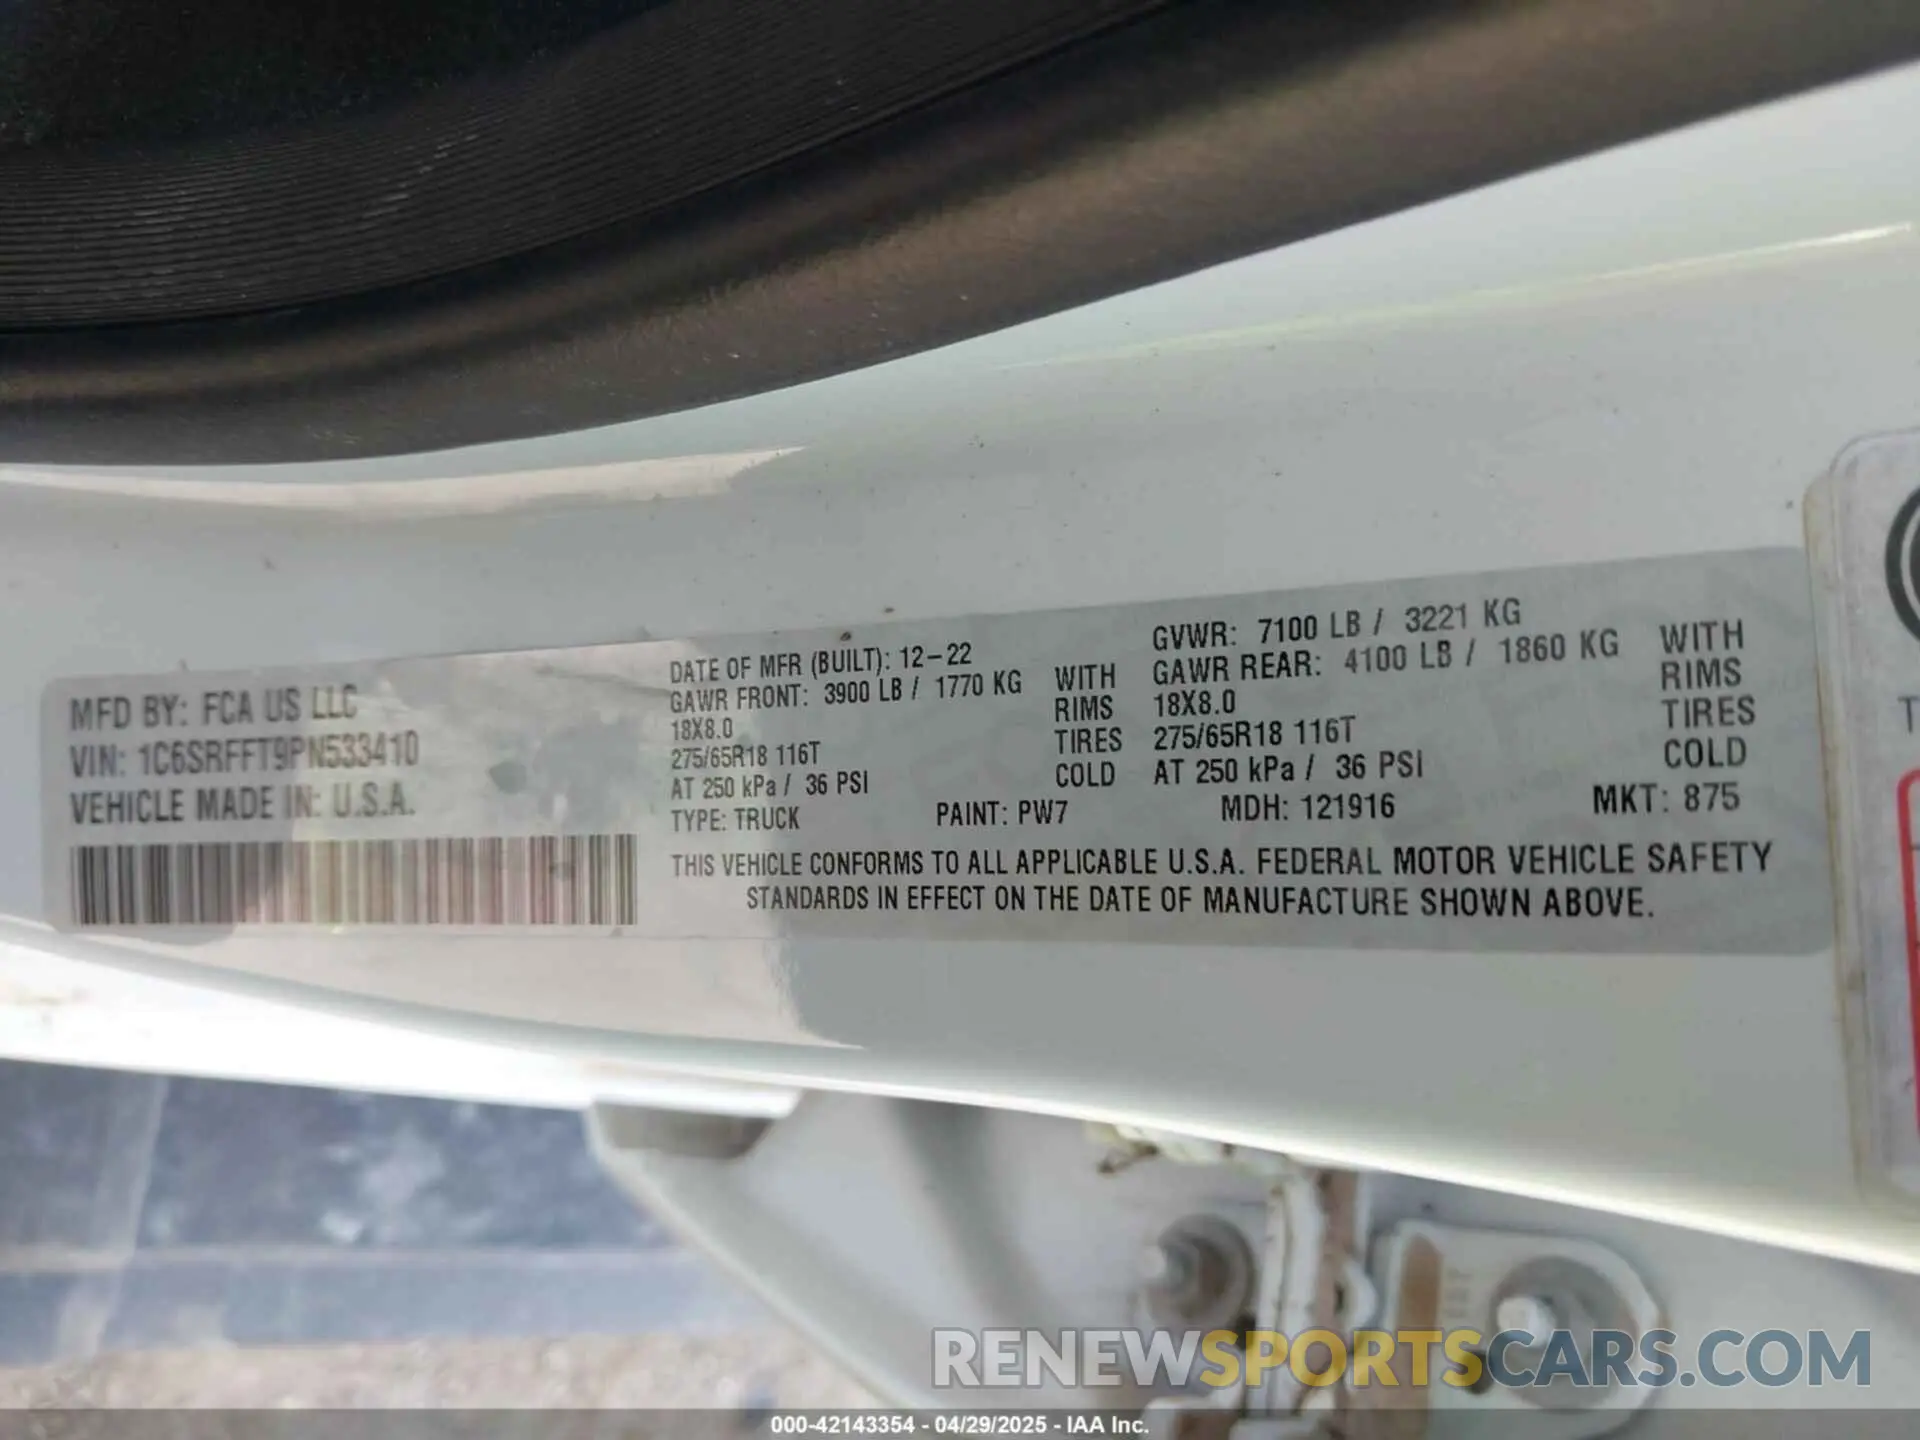 MFD BY: FCA US LLC
VIN: 1C6SRFFT9PN533410
VEHICLE MADE IN: U.S.A.
DATE OF MFR (BUILT): 12-22
GAWR FRONT: 3900 LB / 1770 KG WITH
18X8.0 RIMS
275/65R18 116T TIRES
AT 250 kPa / 36 PSI COLD
GVWR: 7100 LB / 3221 KG
GAWR REAR: 4100 LB / 1860 KG WITH
18X8.0 RIMS
275/65R18 116T TIRES
AT 250 kPa / 36 PSI COLD
TYPE: TRUCK PAINT: PW7 MDH: 121916 MKT: 875
THIS VEHICLE CONFORMS TO ALL APPLICABLE U.S.A. FEDERAL MOTOR VEHICLE SAFETY
STANDARDS IN EFFECT ON THE DATE OF MANUFACTURE SHOWN ABOVE.
T
RENEWSPORTSCARS.COM
000-42143354 - 04/29/2025 - IAA Inc.